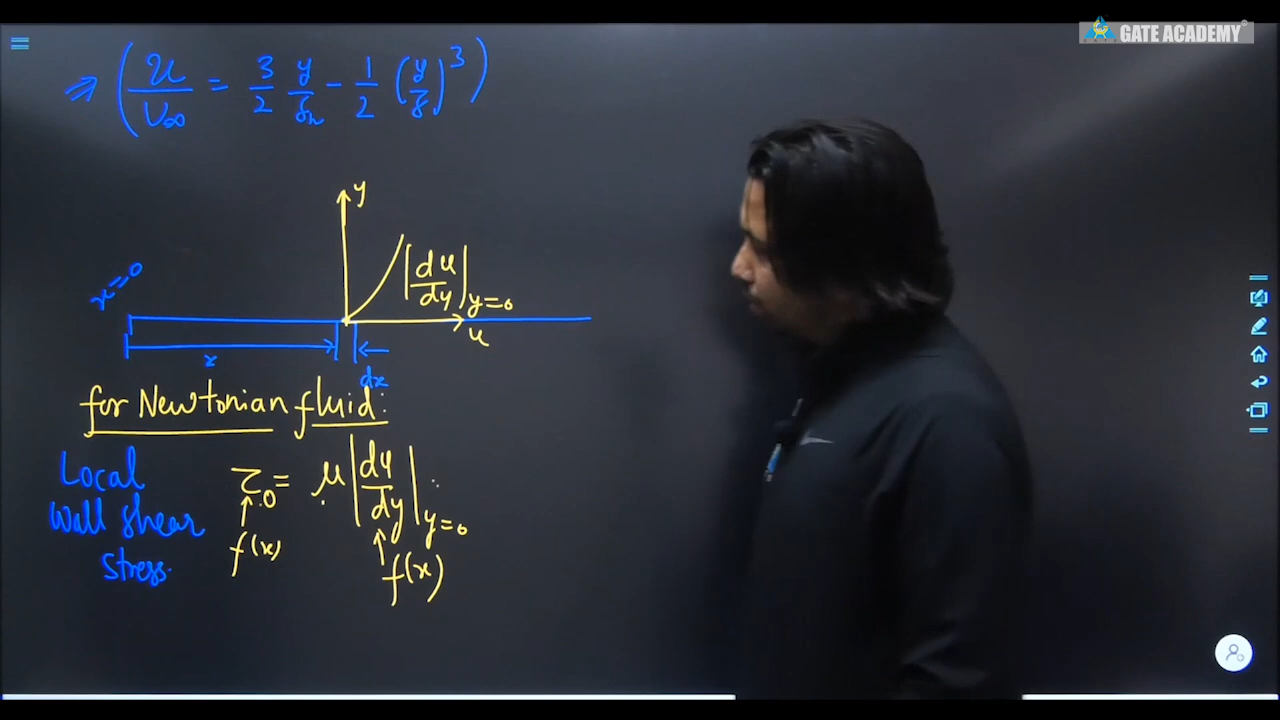 GATE ACADEMY
⇒ (u/U∞ = 3/2 y/δh - 1/2 (y/δ)^3)
y
|du/dy|y=0
x=0
u
x
dx
for Newtonian fluid:
Local
wall shear
stress.
τ0 = μ|du/dy|y=0
f(x)
f(x)